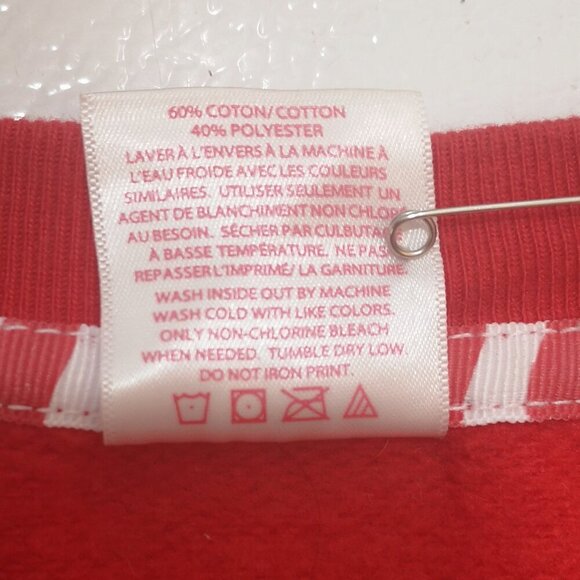 60% COTON/COTTON
40% POLYESTER
LAVER À L'ENVERS À LA MACHINE À
L'EAU FROIDE AVEC LES COULEURS
SIMILAIRES. UTILISER SEULEMENT UN
AGENT DE BLANCHIMENT NON CHLOR
AU BESOIN. SÉCHER PAR CULBUTA
À BASSE TEMPÉRATURE. NE PAS
REPASSER L'IMPRIMÉ/ LA GARNITURE.
WASH INSIDE OUT BY MACHINE
WASH COLD WITH LIKE COLORS.
ONLY NON-CHLORINE BLEACH
WHEN NEEDED. TUMBLE DRY LOW.
DO NOT IRON PRINT.